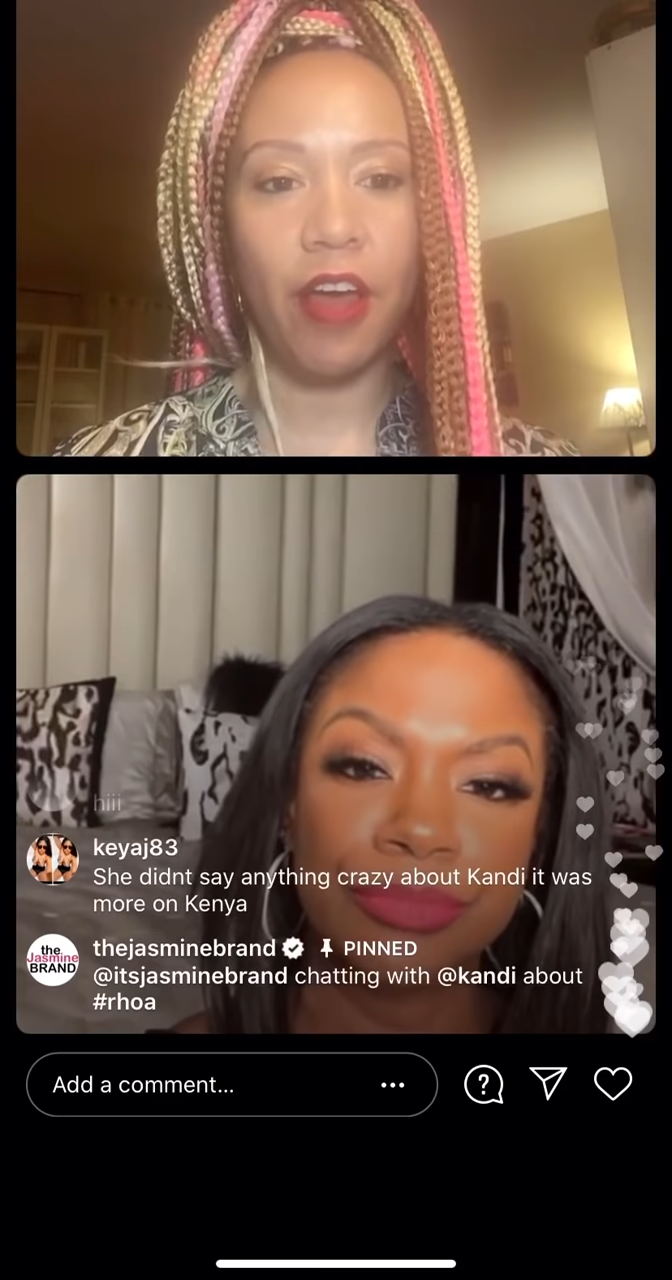 hiii
keyaj83
She didnt say anything crazy about Kandi it was
more on Kenya
the
Jasmine
BRAND
thejasminebrand PINNED
@itsjasminebrand chatting with @kandi about
#rhoa
Add a comment...
?